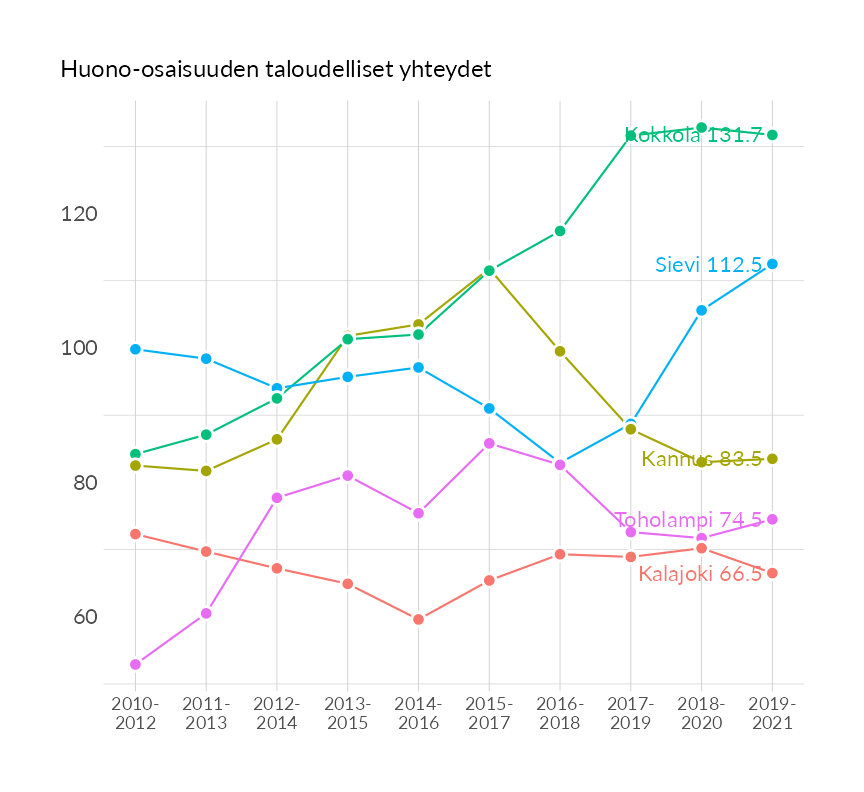 Huono-osaisuuden taloudelliset yhteydet
Kokkola 131.7
120
Sievi 112.5
100
Kannus 83.5
80
Toholampi 74.5
Kalajoki 66.5
60
2010- 2011- 2012- 2013- 2014- 2015- 2016- 2017- 2018- 2019-
2012 2013 2014 2015 2016 2017 2018 2019 2020 2021